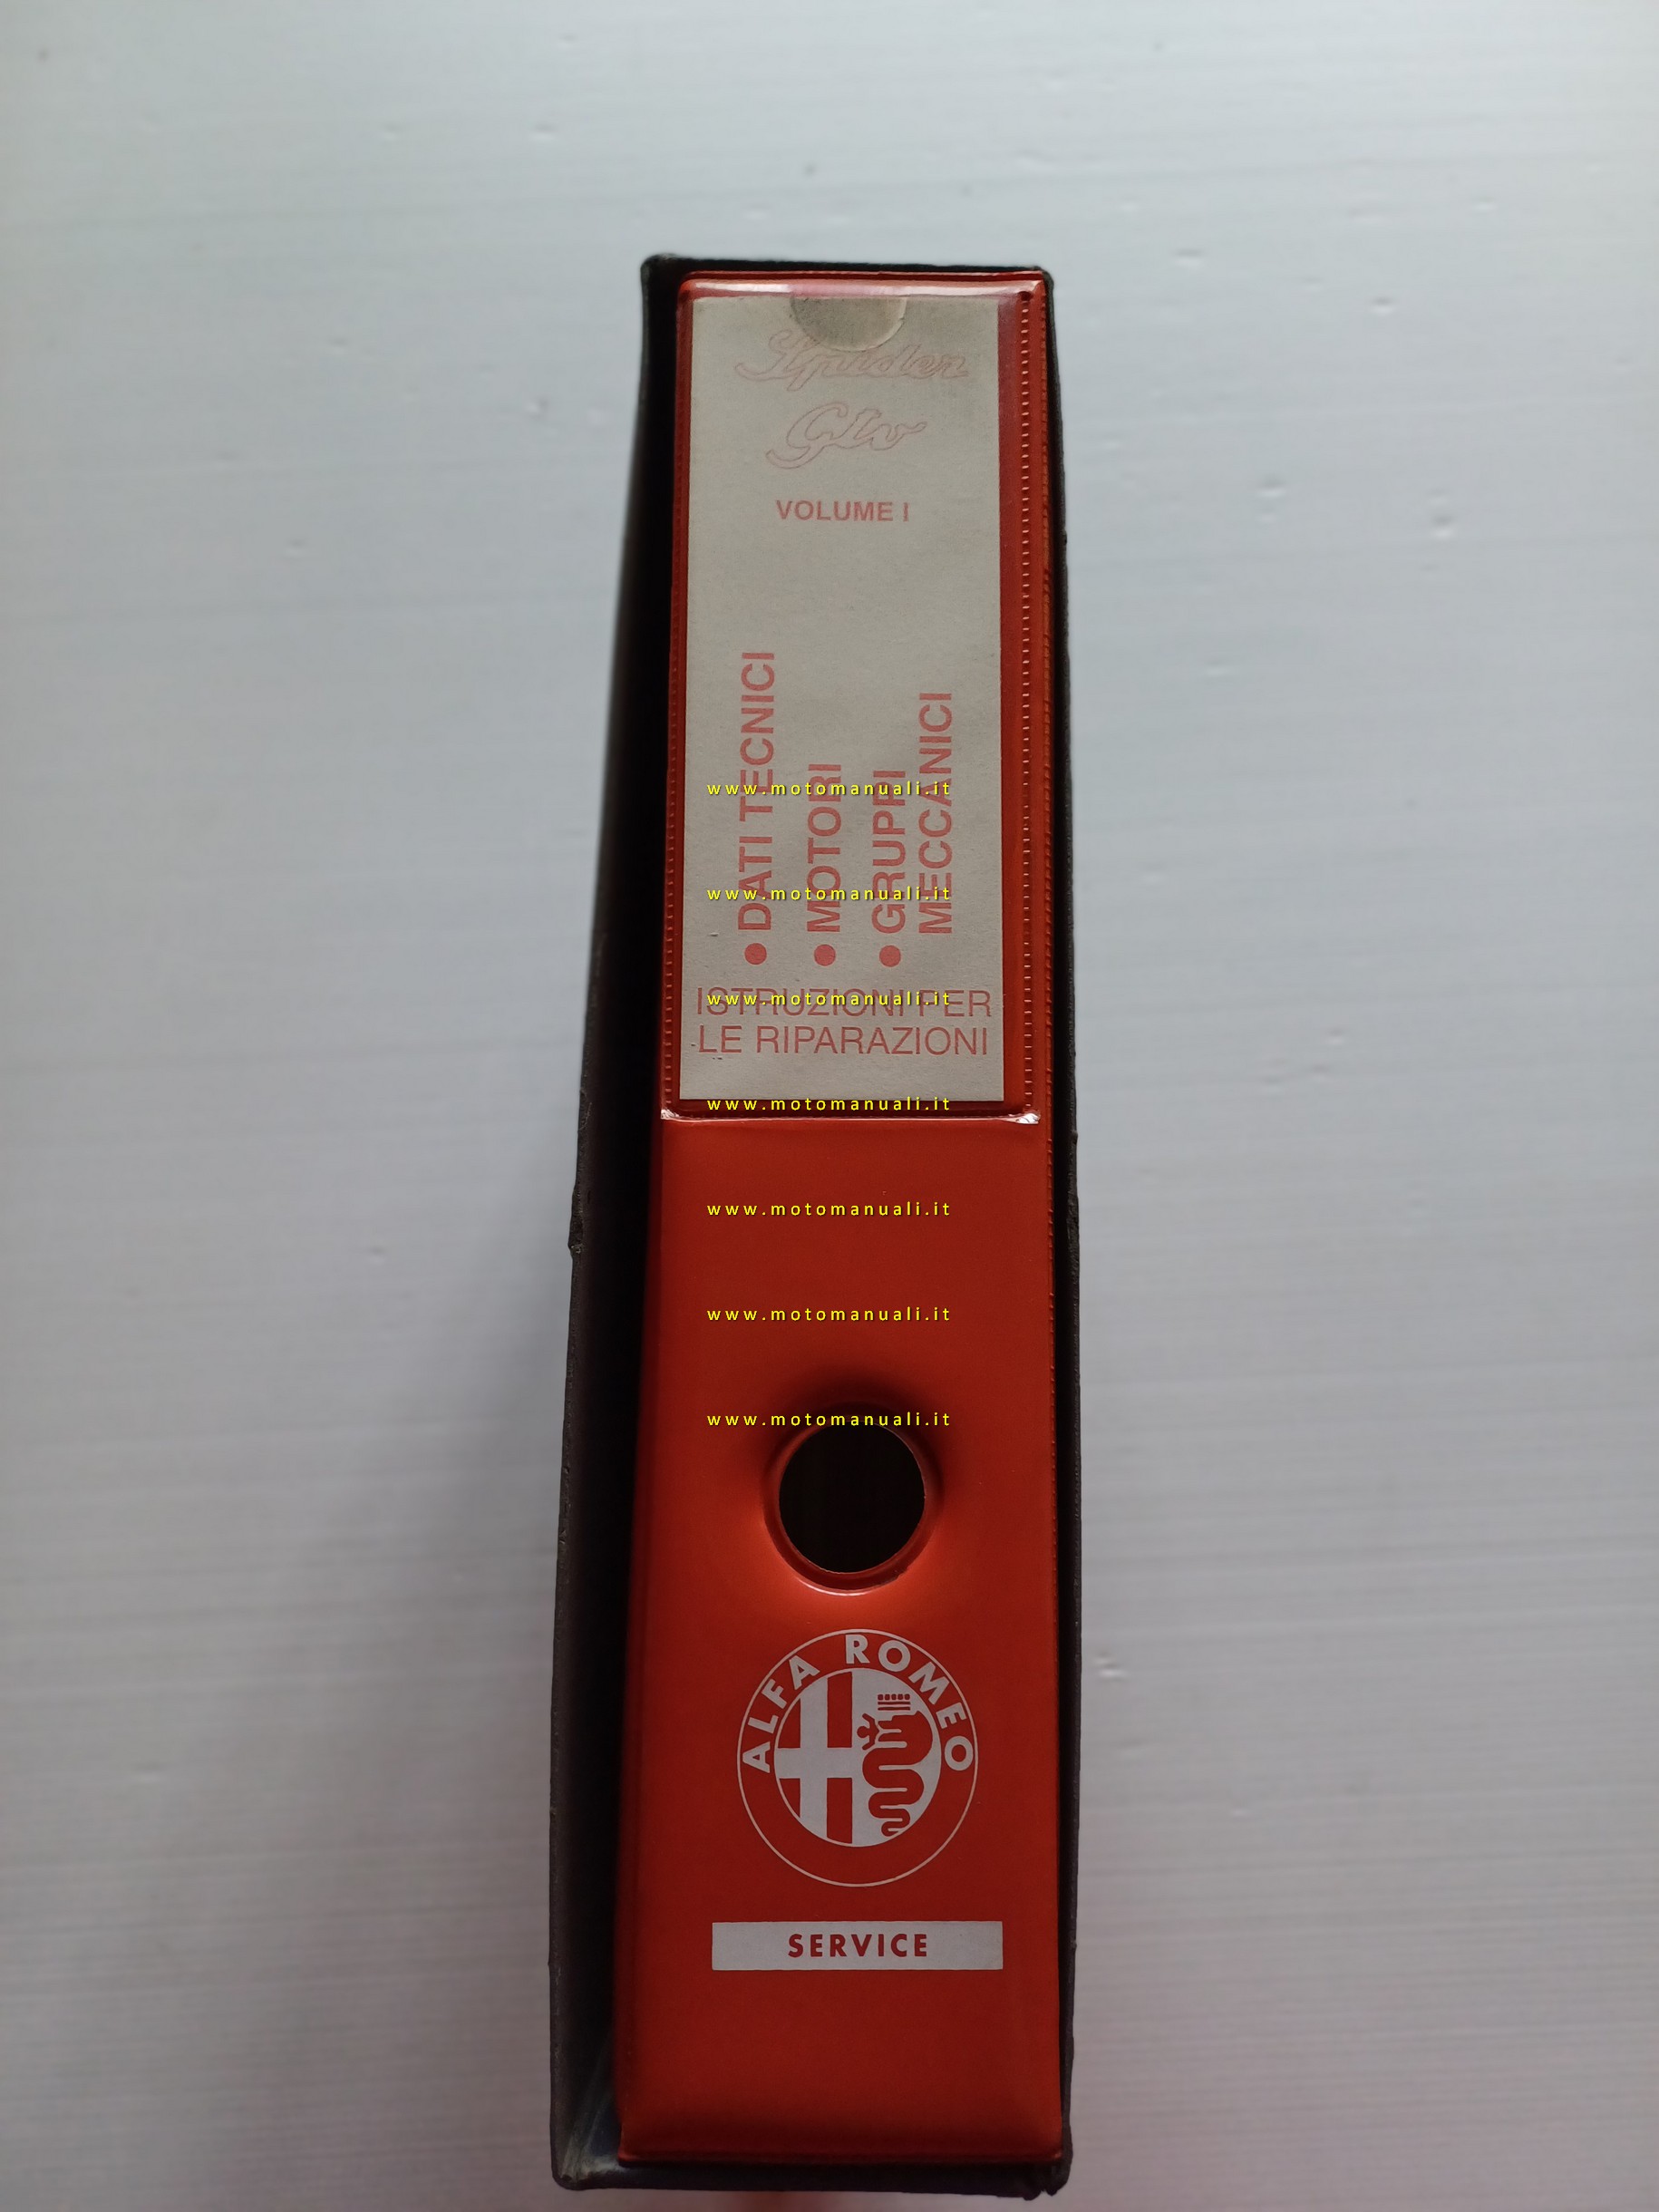 Spider
Gtv
VOLUME I
• DATI TECNICI
• MOTORI
• GRUPPI
MECCANICI
ISTRUZIONI PER
LE RIPARAZIONI
www.motomanuali.it
www.motomanuali.it
www.motomanuali.it
www.motomanuali.it
www.motomanuali.it
www.motomanuali.it
www.motomanuali.it
ALFA ROMEO
SERVICE